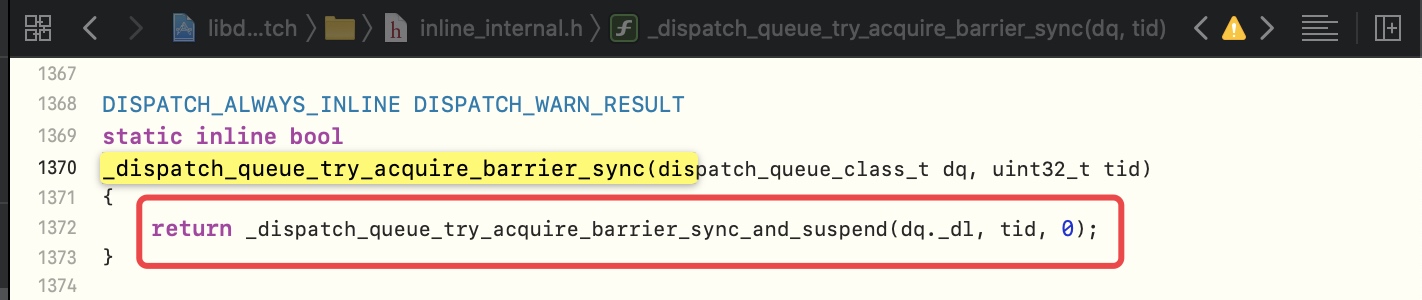 libd...tch 〉 〉 h inline_internal.h 〉 f _dispatch_queue_try_acquire_barrier_sync(dq, tid)
1367
1368 DISPATCH_ALWAYS_INLINE DISPATCH_WARN_RESULT
1369 static inline bool
1370 _dispatch_queue_try_acquire_barrier_sync(dispatch_queue_class_t dq, uint32_t tid)
1371 {
1372 return _dispatch_queue_try_acquire_barrier_sync_and_suspend(dq._dl, tid, 0);
1373 }
1374